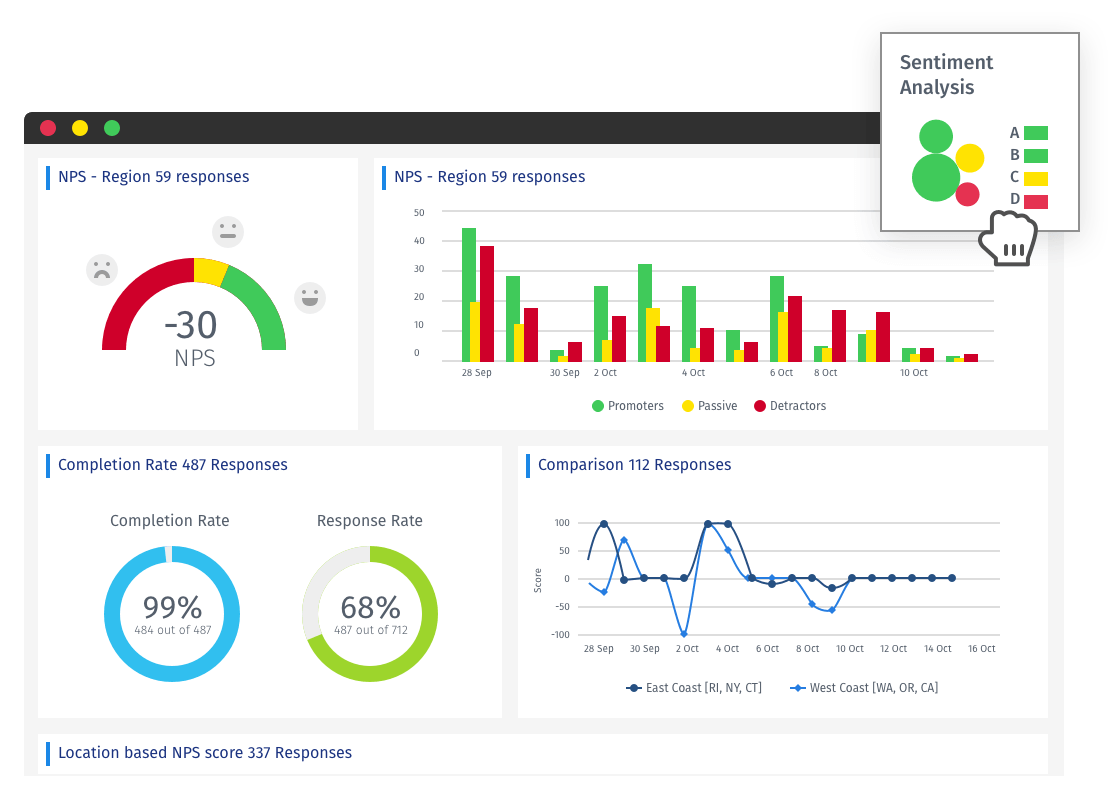 Sentiment
Analysis
A
B
C
D
NPS - Region 59 responses
-30
NPS
NPS - Region 59 responses
50
40
30
20
10
0
28 Sep 30 Sep 2 Oct 4 Oct 6 Oct 8 Oct 10 Oct
Promoters Passive Detractors
Completion Rate 487 Responses
Completion Rate
99%
484 out of 487
Response Rate
68%
487 out of 712
Comparison 112 Responses
Score
100
50
0
-50
-100
28 Sep 30 Sep 2 Oct 4 Oct 6 Oct 8 Oct 10 Oct 12 Oct 14 Oct 16 Oct
East Coast [RI, NY, CT] West Coast [WA, OR, CA]
Location based NPS score 337 Responses